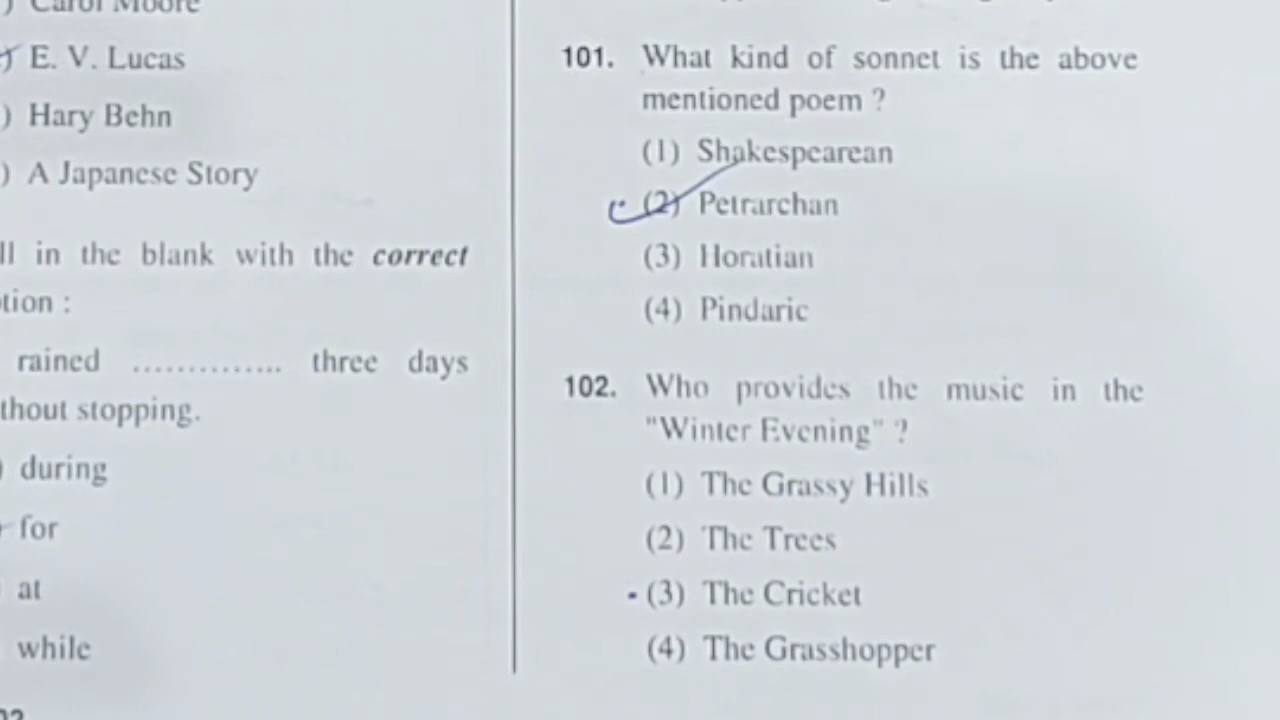 ) Carol Moore
) E. V. Lucas
) Hary Behn
) A Japanese Story
ll in the blank with the correct
tion :
rained .............. three days
thout stopping.
) during
for
at
while
101. What kind of sonnet is the above
mentioned poem ?
(1) Shakespearean
(2) Petrarchan
(3) Horatian
(4) Pindaric
102. Who provides the music in the
"Winter Evening" ?
(1) The Grassy Hills
(2) The Trees
(3) The Cricket
(4) The Grasshopper